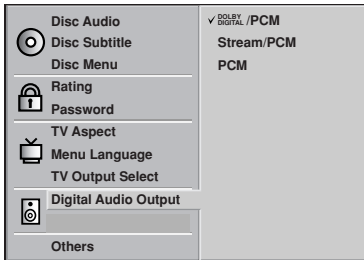 Disc Audio
Disc Subtitle
Disc Menu
Rating
Password
TV Aspect
Menu Language
TV Output Select
Digital Audio Output
Others
✓ DOLBY DIGITAL /PCM
Stream/PCM
PCM